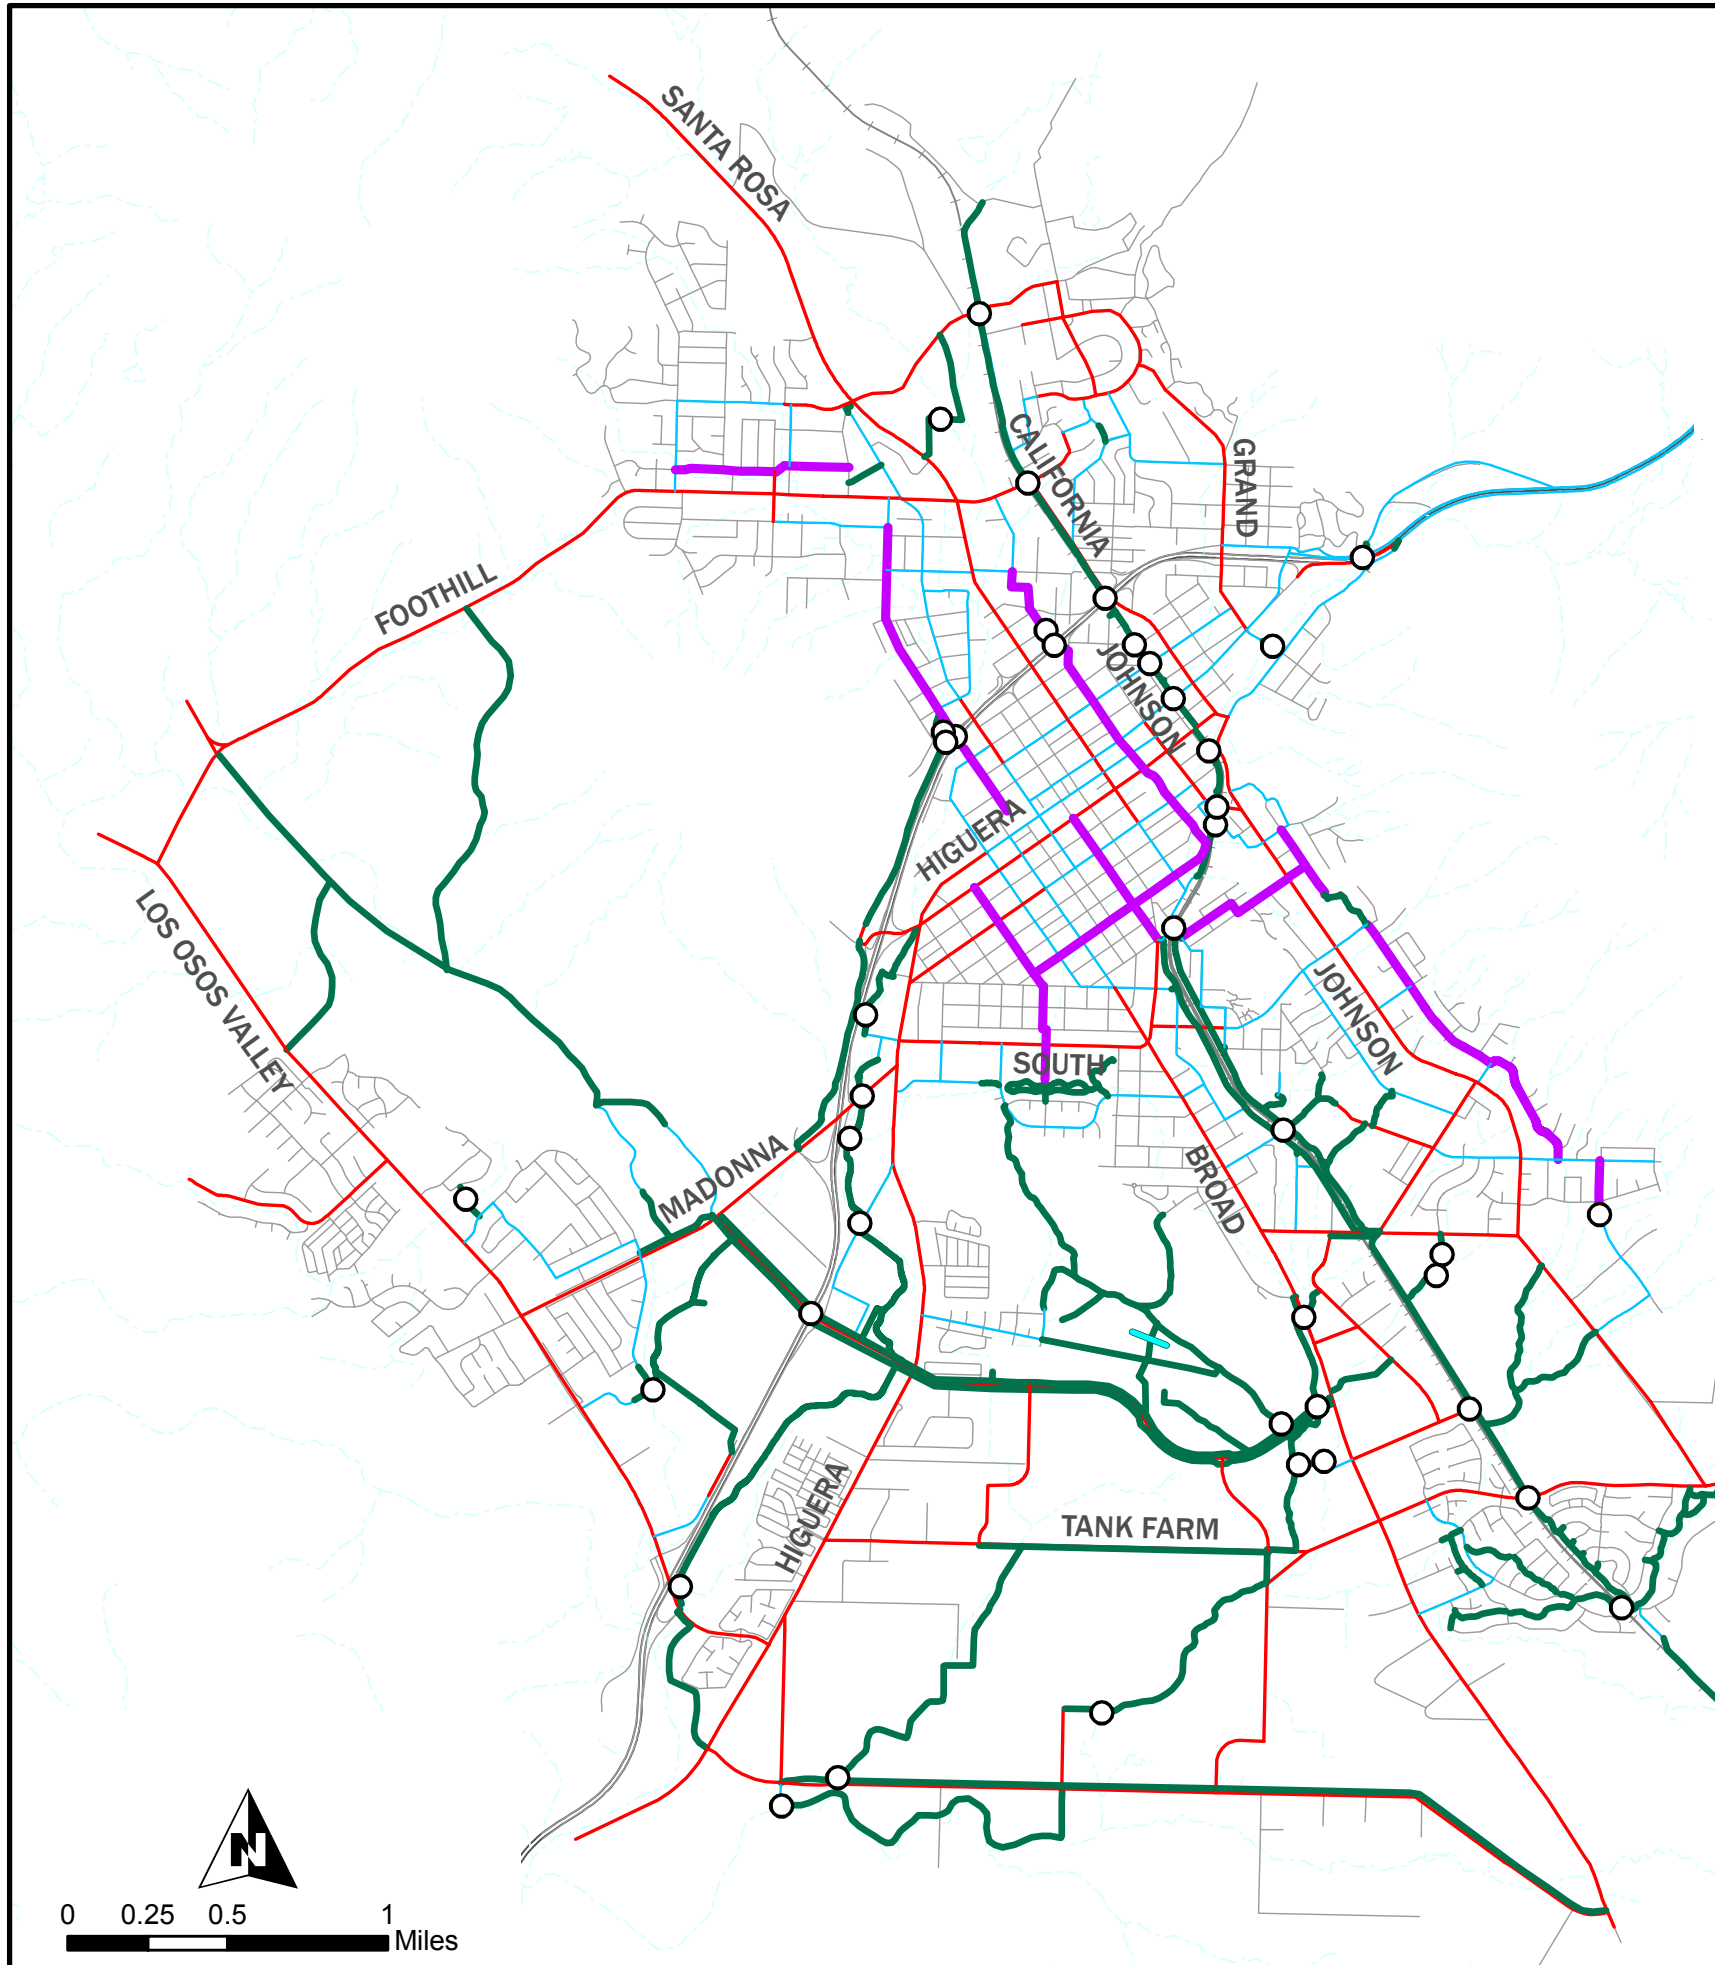 SANTA ROSA
CALIFORNIA
GRAND
FOOTHILL
JOHNSON
HIGUERA
LOS OSOS VALLEY
JOHNSON
SOUTH
MADONNA
BROAD
HIGUERA
TANK FARM
N
0 0.25 0.5 1
Miles